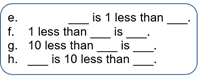 e. ___ is 1 less than ___.
f. 1 less than ___ is ___.
g. 10 less than ___ is ___.
h. ___ is 10 less than ___.